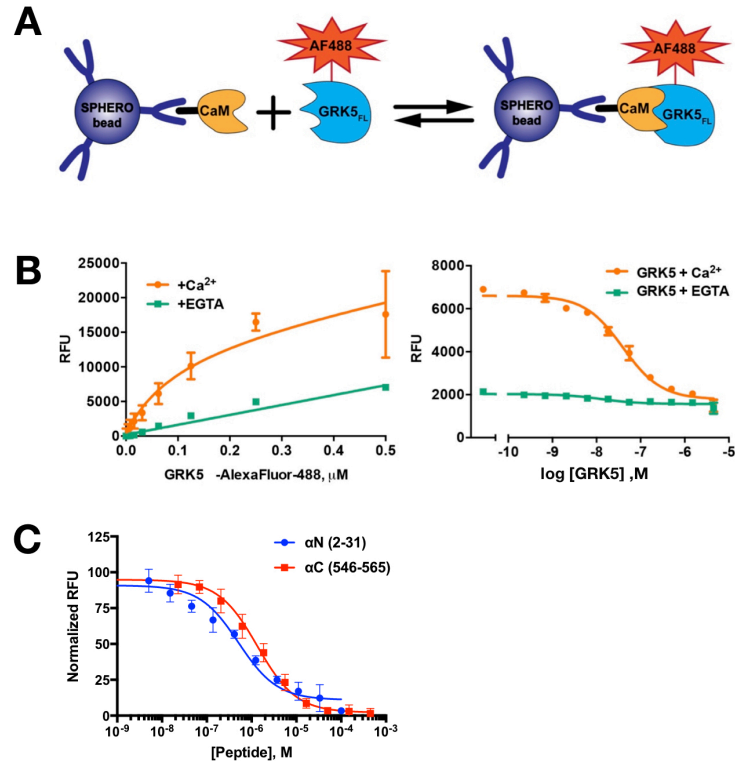 A
SPHERO
bead
CaM
+
AF488
GRK5FL
SPHERO
bead
CaM
AF488
GRK5FL
B
25000
20000
15000
10000
5000
0
RFU
+Ca2+
+EGTA
0.0 0.1 0.2 0.3 0.4 0.5
GRK5 -AlexaFluor-488, μM
8000
6000
4000
2000
0
RFU
GRK5 + Ca2+
GRK5 + EGTA
-10 -9 -8 -7 -6 -5
log [GRK5] ,M
C
125
100
75
50
25
0
Normalized RFU
αN (2-31)
αC (546-565)
10-9 10-8 10-7 10-6 10-5 10-4 10-3
[Peptide], M